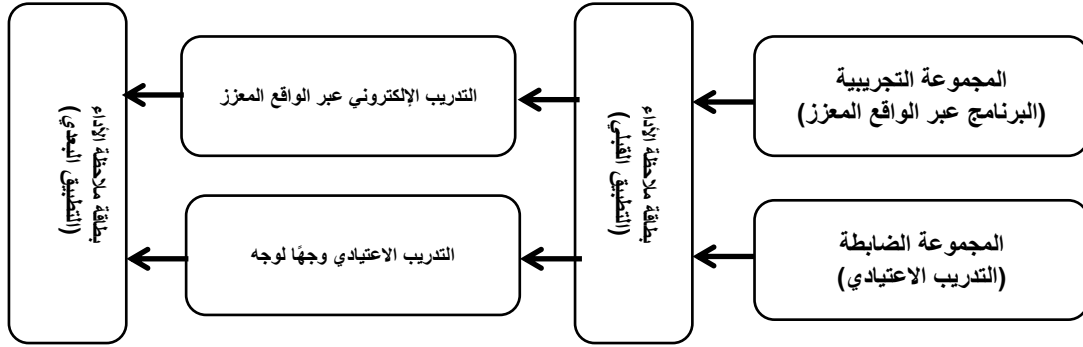 المجموعة التجريبية
(البرنامج عبر الواقع المعزز)
المجموعة الضابطة
(التدريب الاعتيادي)
بطاقة ملاحظة الأداء
(التطبيق القبلي)
التدريب الإلكتروني عبر الواقع المعزز
التدريب الاعتيادي وجهًا لوجه
بطاقة ملاحظة الأداء
(التطبيق البعدي)